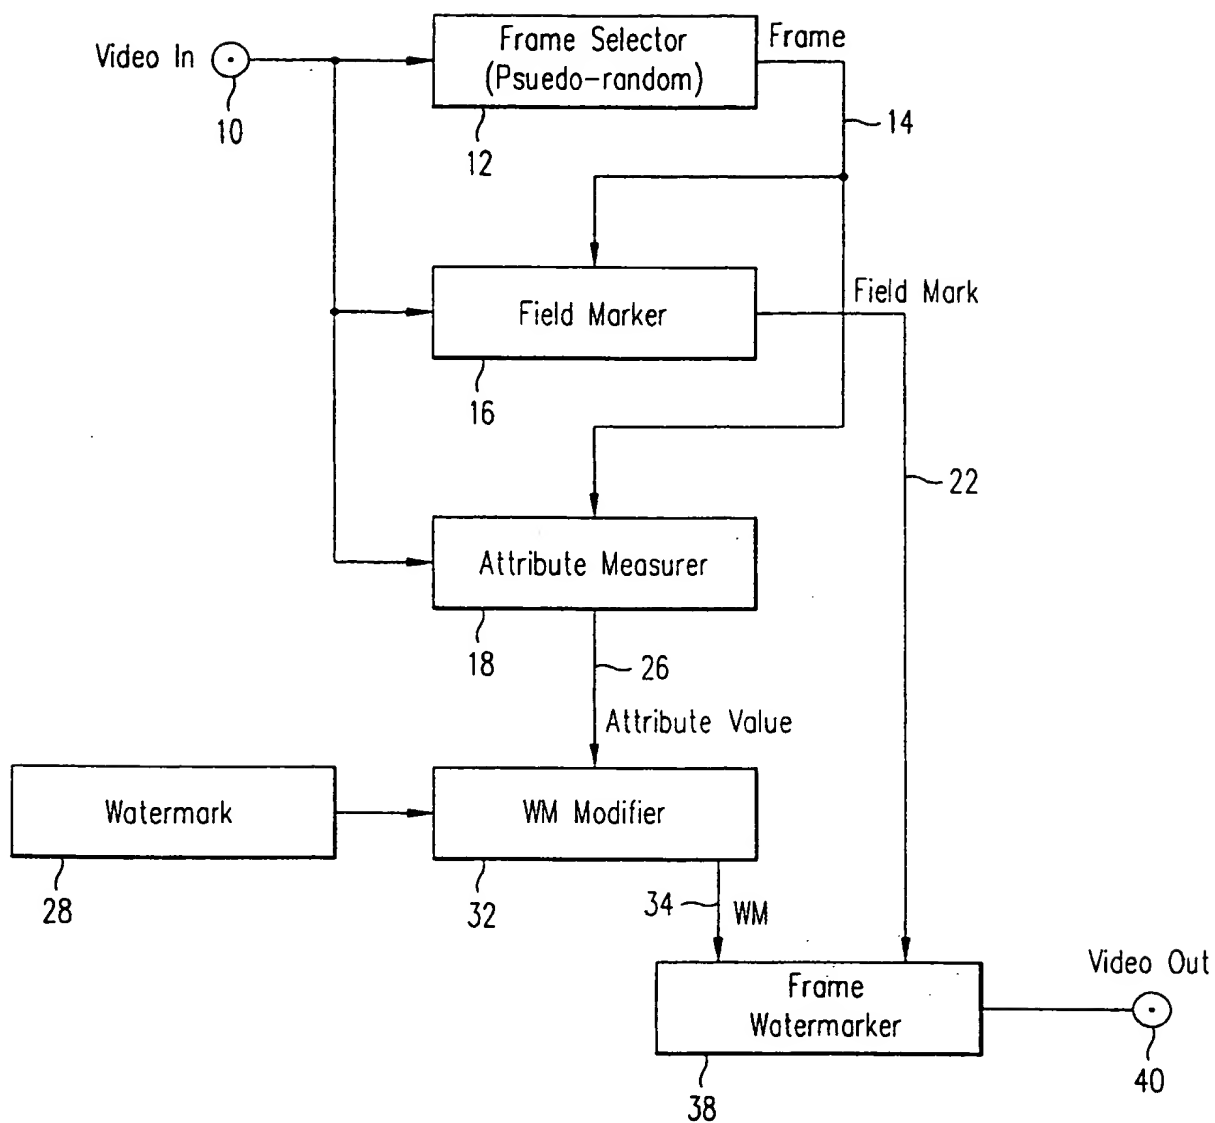 Video In
10
Frame Selector
(Psuedo-random)
12
Frame
14
Field Marker
16
Field Mark
22
Attribute Measurer
18
26
Attribute Value
Watermark
28
WM Modifier
32
34
WM
Frame
Watermarker
38
Video Out
40